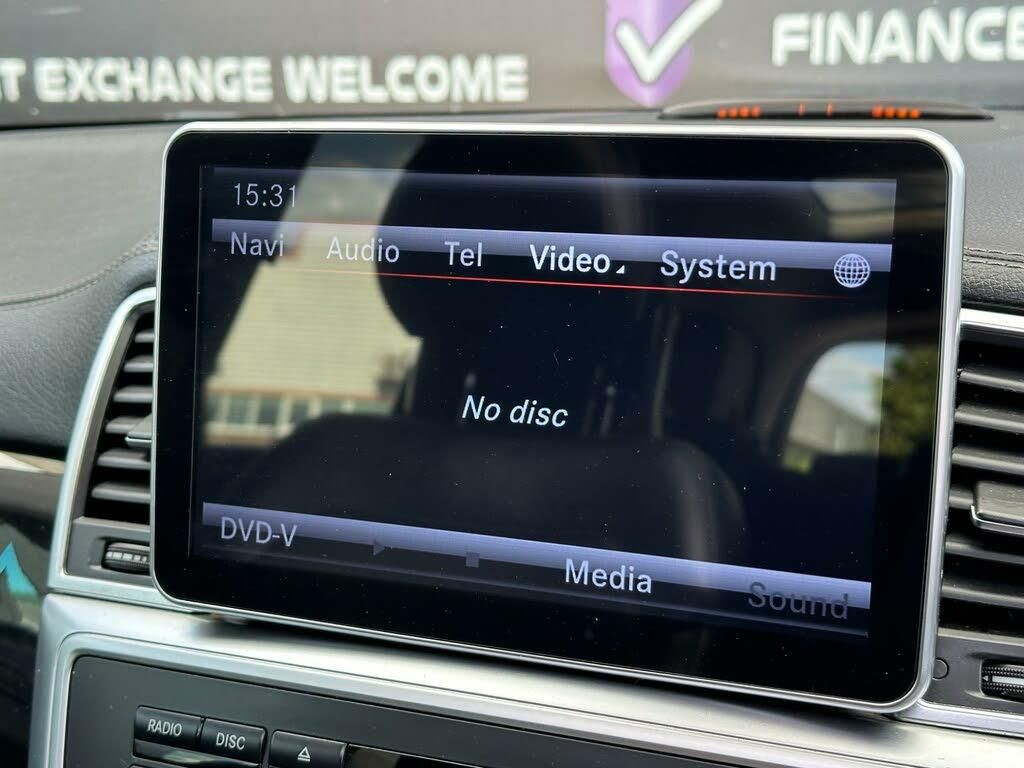 T EXCHANGE WELCOME
FINANCE
15:31
Navi Audio Tel Video System
No disc
DVD-V Media Sound
RADIO DISC